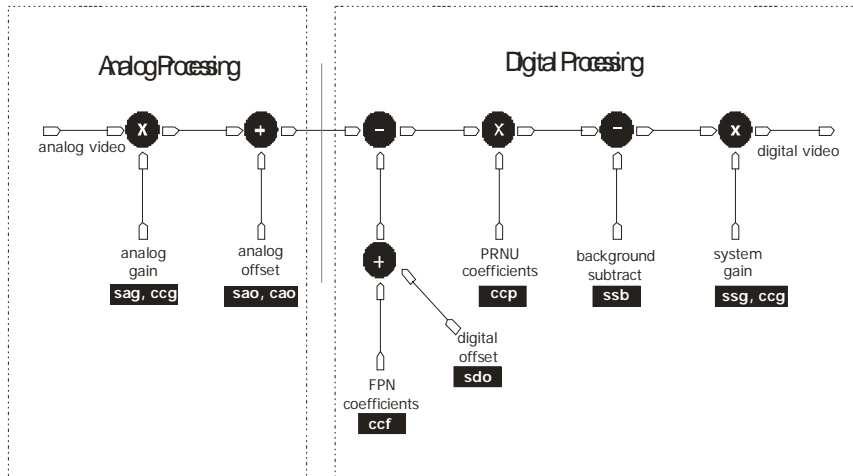 Analog Processing
Digital Processing
X
+
-
X
-
x
analog video
digital video
analog
gain
sag, ccg
analog
offset
sao, cao
+
PRNU
coefficients
ccp
background
subtract
ssb
system
gain
ssg, ccg
digital
offset
sdo
FPN
coefficients
ccf